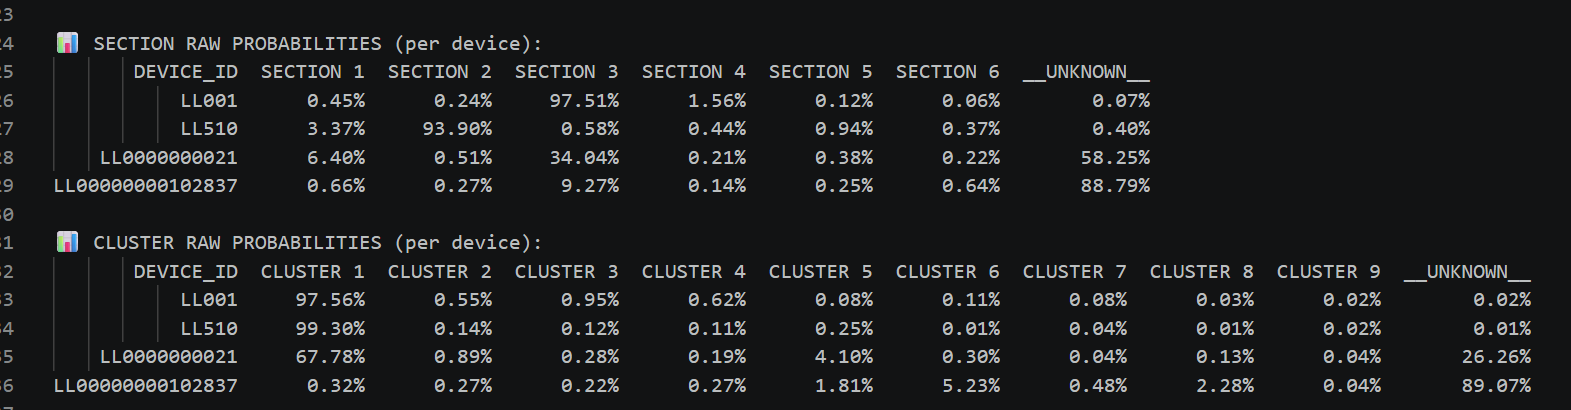 23
24 📊 SECTION RAW PROBABILITIES (per device):
25 DEVICE_ID SECTION 1 SECTION 2 SECTION 3 SECTION 4 SECTION 5 SECTION 6 __UNKNOWN__
26 LL001 0.45% 0.24% 97.51% 1.56% 0.12% 0.06% 0.07%
27 LL510 3.37% 93.90% 0.58% 0.44% 0.94% 0.37% 0.40%
28 LL0000000021 6.40% 0.51% 34.04% 0.21% 0.38% 0.22% 58.25%
29 LL00000000102837 0.66% 0.27% 9.27% 0.14% 0.25% 0.64% 88.79%
30
31 📊 CLUSTER RAW PROBABILITIES (per device):
32 DEVICE_ID CLUSTER 1 CLUSTER 2 CLUSTER 3 CLUSTER 4 CLUSTER 5 CLUSTER 6 CLUSTER 7 CLUSTER 8 CLUSTER 9 __UNKNOWN__
33 LL001 97.56% 0.55% 0.95% 0.62% 0.08% 0.11% 0.08% 0.03% 0.02% 0.02%
34 LL510 99.30% 0.14% 0.12% 0.11% 0.25% 0.01% 0.04% 0.01% 0.02% 0.01%
35 LL0000000021 67.78% 0.89% 0.28% 0.19% 4.10% 0.30% 0.04% 0.13% 0.04% 26.26%
36 LL00000000102837 0.32% 0.27% 0.22% 0.27% 1.81% 5.23% 0.48% 2.28% 0.04% 89.07%